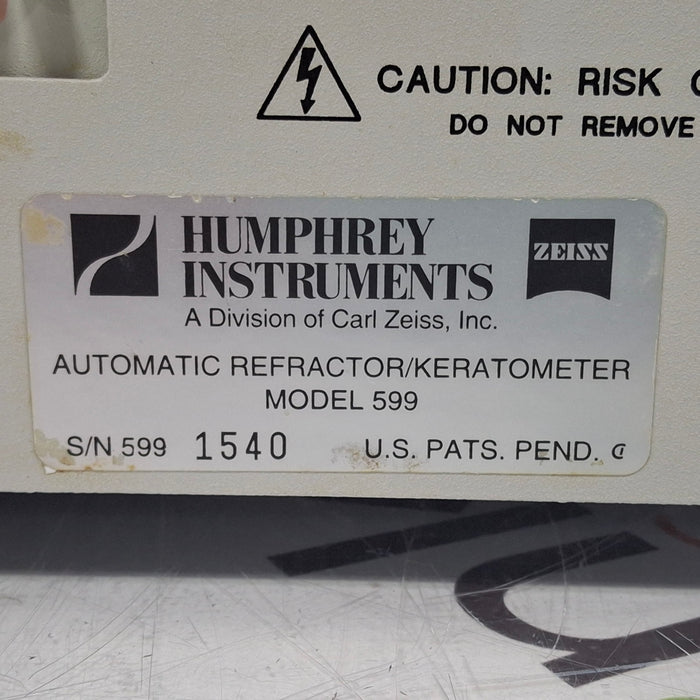 CAUTION: RISK
DO NOT REMOVE
HUMPHREY
INSTRUMENTS
ZEISS
A Division of Carl Zeiss, Inc.
AUTOMATIC REFRACTOR/KERATOMETER
MODEL 599
S/N 599 1540 U.S. PATS. PEND.